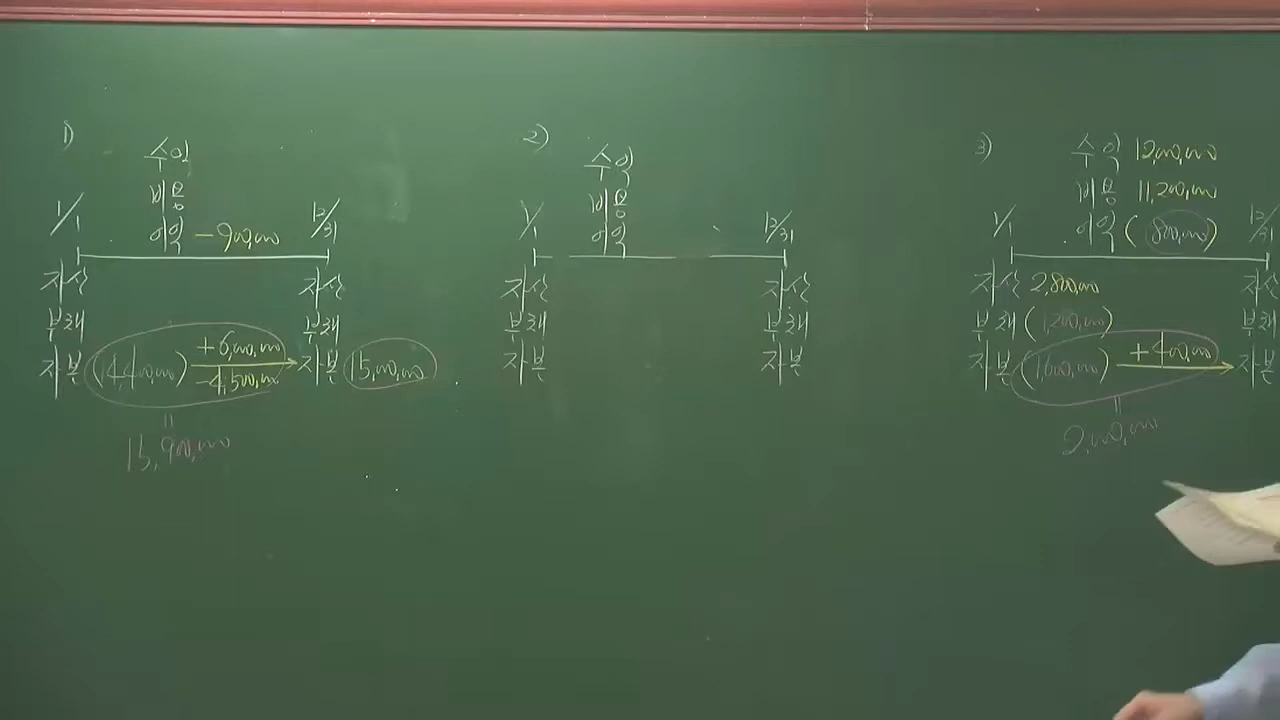 1)
수익
비용
이익 -900,000
1/1
12/31
자산
자산
부채
부채
자본 (14,400,000) +6,000,000 -4,500,000 자본 15,000,000
=
15,900,000
2)
수익
비용
이익
1/1
12/31
자산
자산
부채
부채
자본
자본
3)
수익 12,000,000
비용 11,200,000
이익 (800,000)
1/1
12/31
자산 2,800,000
자산
부채 (1,200,000)
부채
자본 (1,600,000) +400,000 자본
=
2,000,000